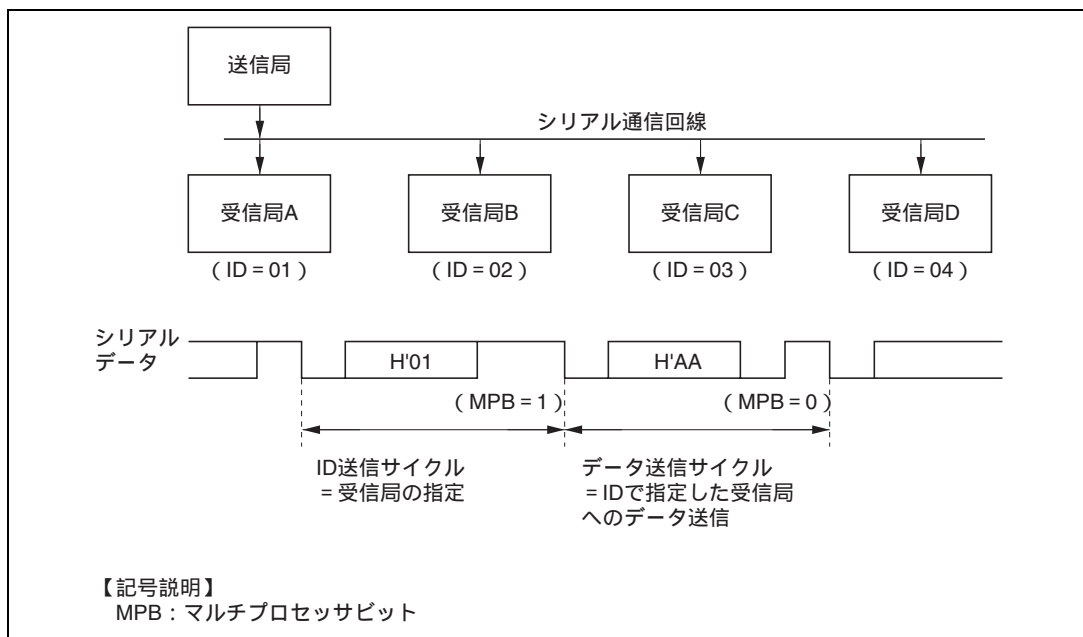 送信局
シリアル通信回線
受信局A
受信局B
受信局C
受信局D
（ID = 01）
（ID = 02）
（ID = 03）
（ID = 04）
シリアル
データ
H'01
H'AA
（MPB = 1）
（MPB = 0）
ID送信サイクル
= 受信局の指定
データ送信サイクル
= IDで指定した受信局
へのデータ送信
【記号説明】
MPB：マルチプロセッサビット